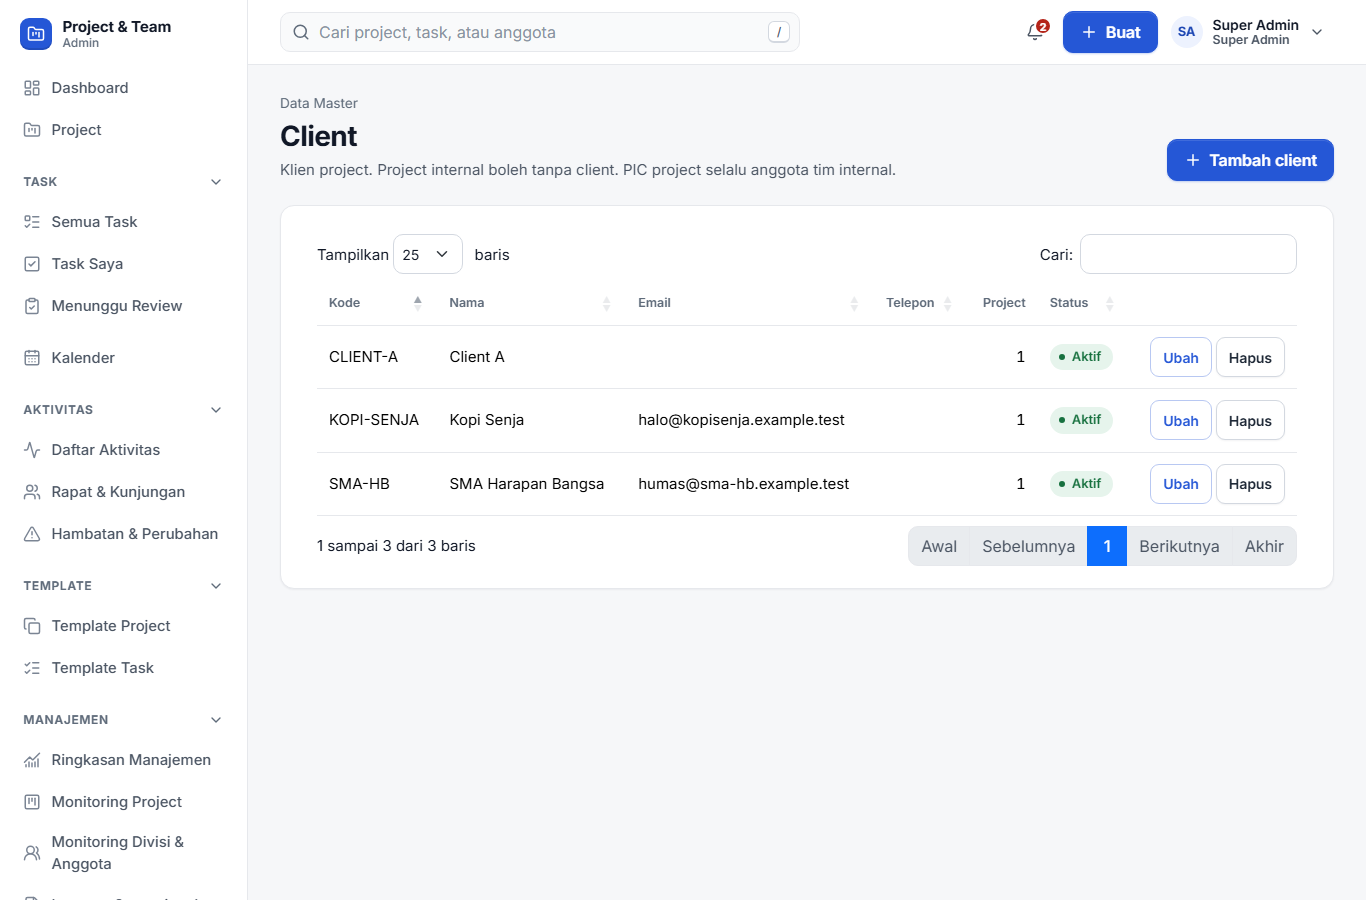 Project & Team
Admin
Dashboard
Project
TASK
Semua Task
Task Saya
Menunggu Review
Kalender
AKTIVITAS
Daftar Aktivitas
Rapat & Kunjungan
Hambatan & Perubahan
TEMPLATE
Template Project
Template Task
MANAJEMEN
Ringkasan Manajemen
Monitoring Project
Monitoring Divisi &
Anggota
Cari project, task, atau anggota /
2
Buat
SA
Super Admin
Super Admin
Data Master
Client
Klien project. Project internal boleh tanpa client. PIC project selalu anggota tim internal.
Tambah client
Tampilkan 25 baris
Cari:
Kode Nama Email Telepon Project Status
CLIENT-A Client A 1 Aktif Ubah Hapus
KOPI-SENJA Kopi Senja halo@kopisenja.example.test 1 Aktif Ubah Hapus
SMA-HB SMA Harapan Bangsa humas@sma-hb.example.test 1 Aktif Ubah Hapus
1 sampai 3 dari 3 baris
Awal Sebelumnya 1 Berikutnya Akhir